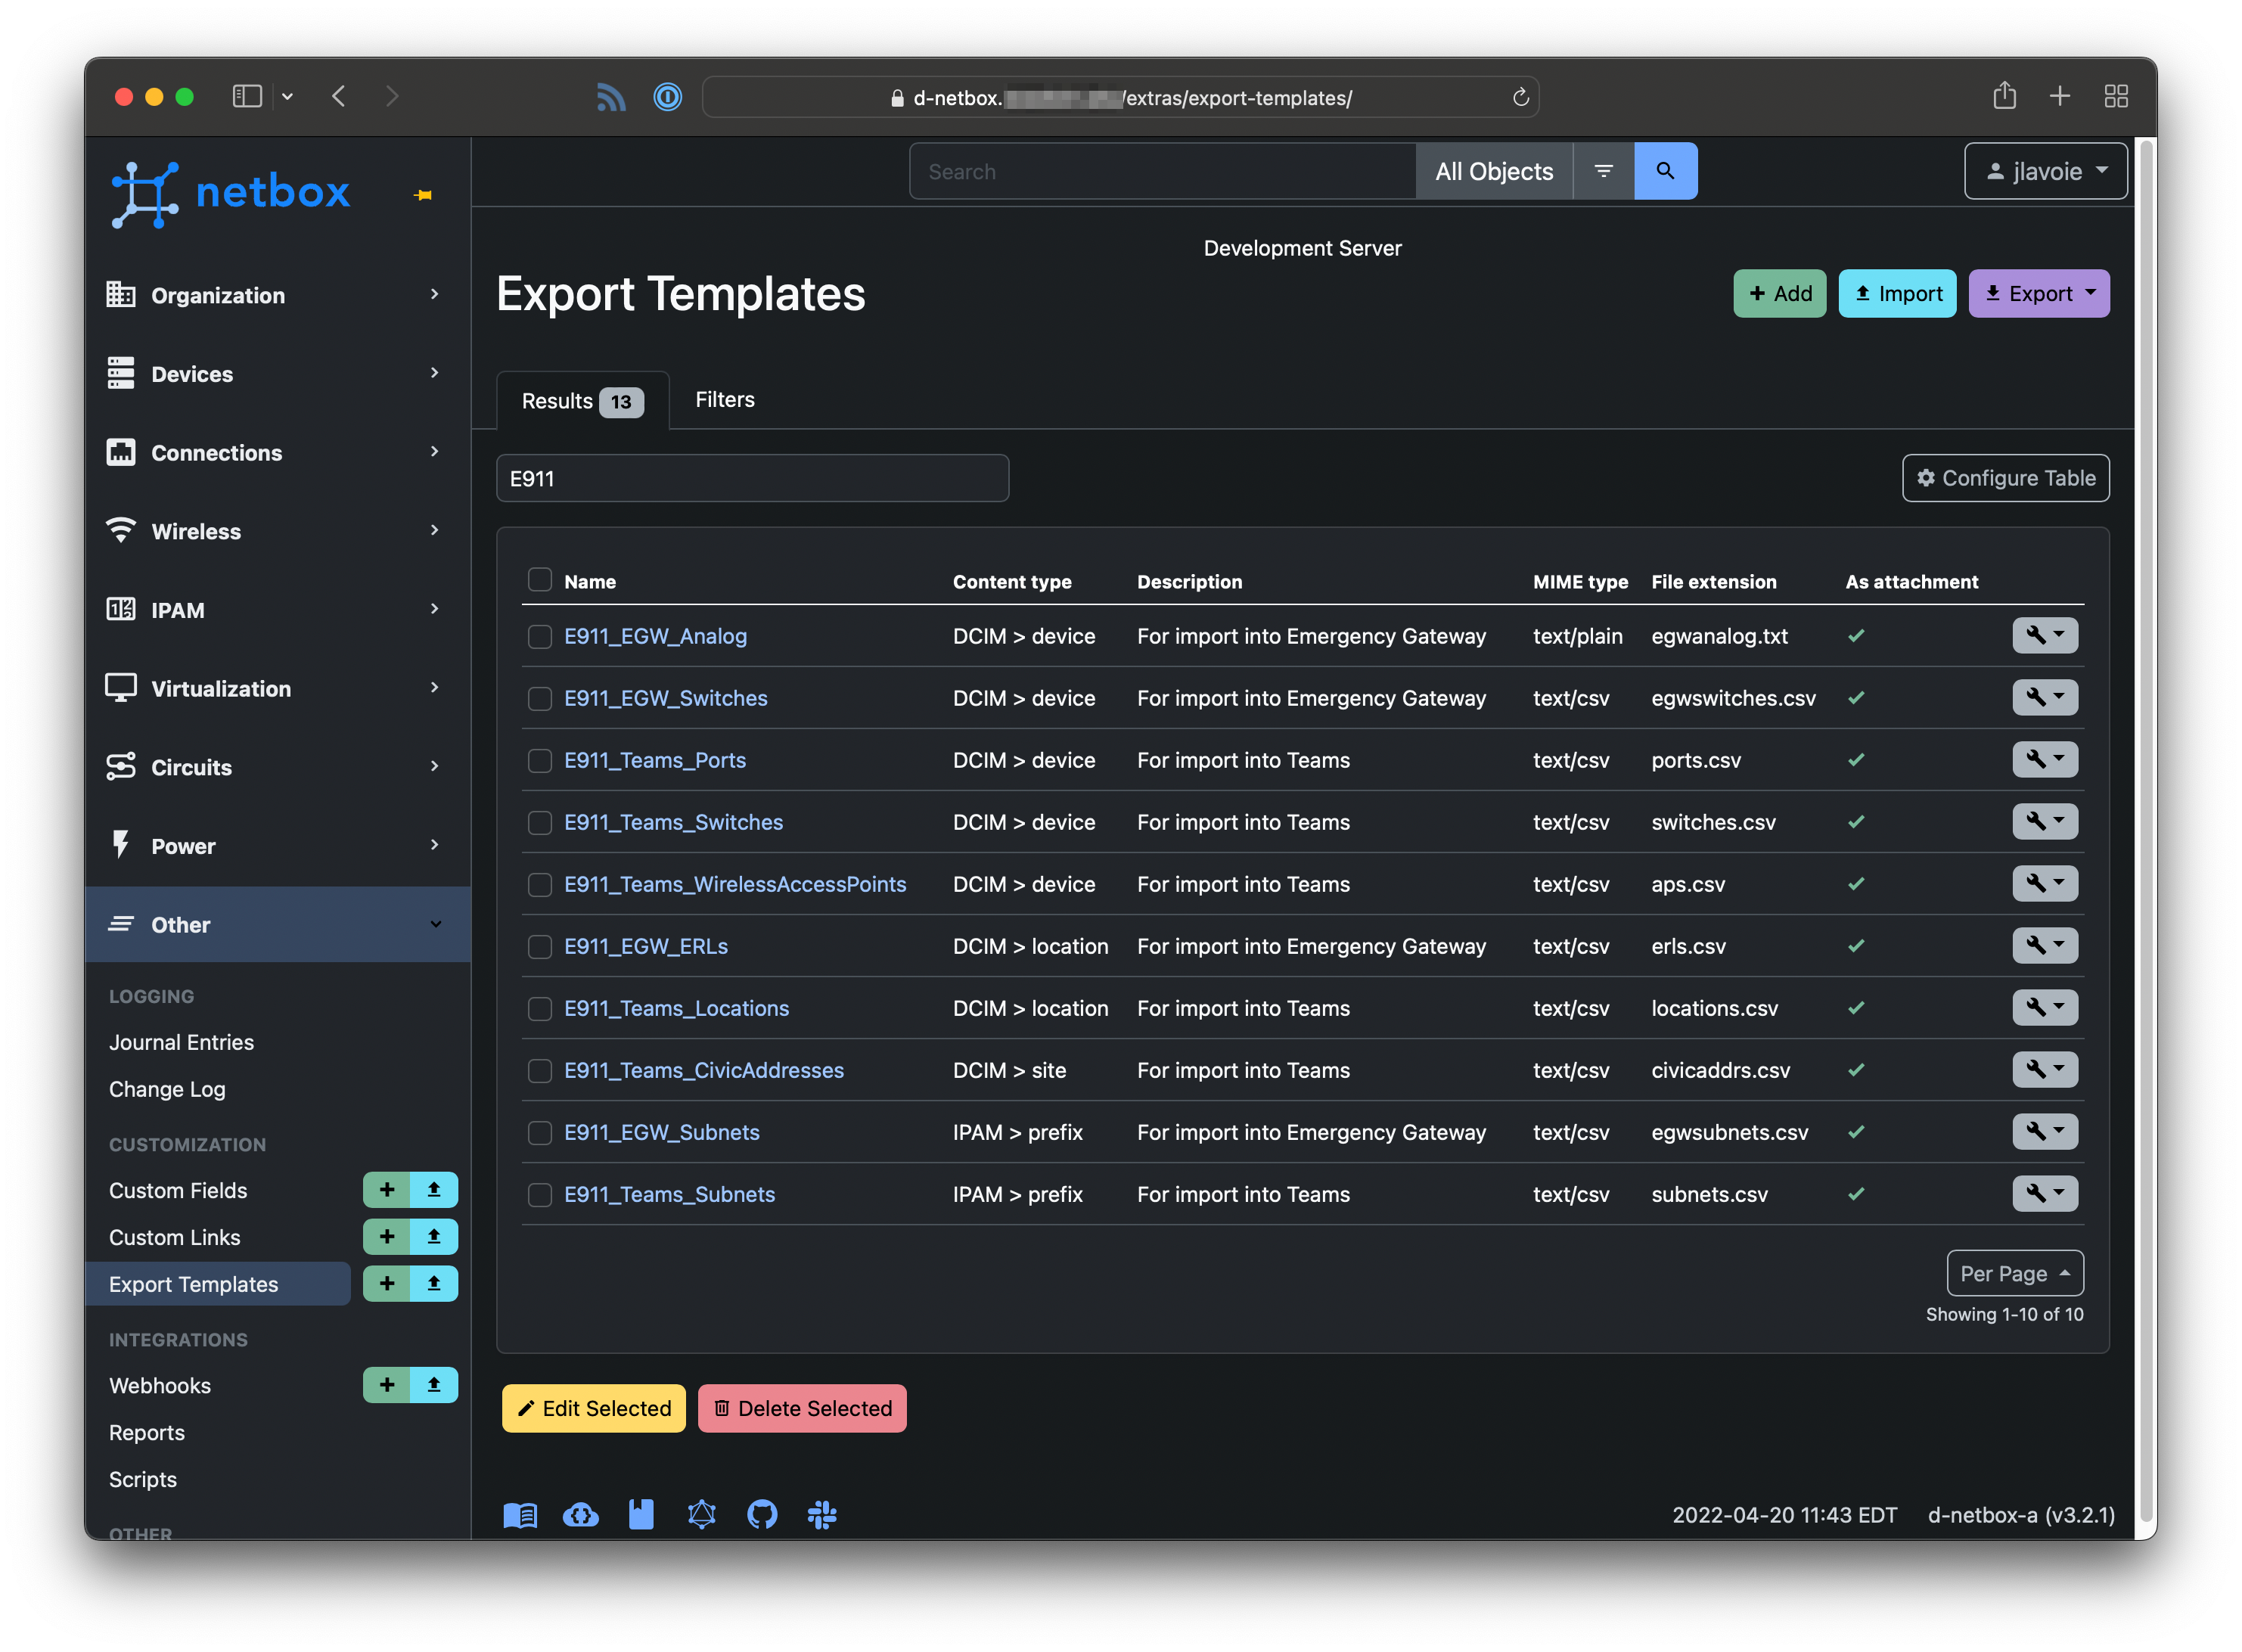 d-netbox. /extras/export-templates/
netbox
Search
All Objects
jlavoie
Organization
Devices
Connections
Wireless
IPAM
Virtualization
Circuits
Power
Other
LOGGING
Journal Entries
Change Log
CUSTOMIZATION
Custom Fields
Custom Links
Export Templates
INTEGRATIONS
Webhooks
Reports
Scripts
OTHER
Development Server
Export Templates
+ Add
Import
Export
Results 13
Filters
E911
Configure Table
Name Content type Description MIME type File extension As attachment
E911_EGW_Analog DCIM > device For import into Emergency Gateway text/plain egwanalog.txt
E911_EGW_Switches DCIM > device For import into Emergency Gateway text/csv egwswitches.csv
E911_Teams_Ports DCIM > device For import into Teams text/csv ports.csv
E911_Teams_Switches DCIM > device For import into Teams text/csv switches.csv
E911_Teams_WirelessAccessPoints DCIM > device For import into Teams text/csv aps.csv
E911_EGW_ERLs DCIM > location For import into Emergency Gateway text/csv erls.csv
E911_Teams_Locations DCIM > location For import into Teams text/csv locations.csv
E911_Teams_CivicAddresses DCIM > site For import into Teams text/csv civicaddrs.csv
E911_EGW_Subnets IPAM > prefix For import into Emergency Gateway text/csv egwsubnets.csv
E911_Teams_Subnets IPAM > prefix For import into Teams text/csv subnets.csv
Per Page
Showing 1-10 of 10
Edit Selected
Delete Selected
2022-04-20 11:43 EDT d-netbox-a (v3.2.1)